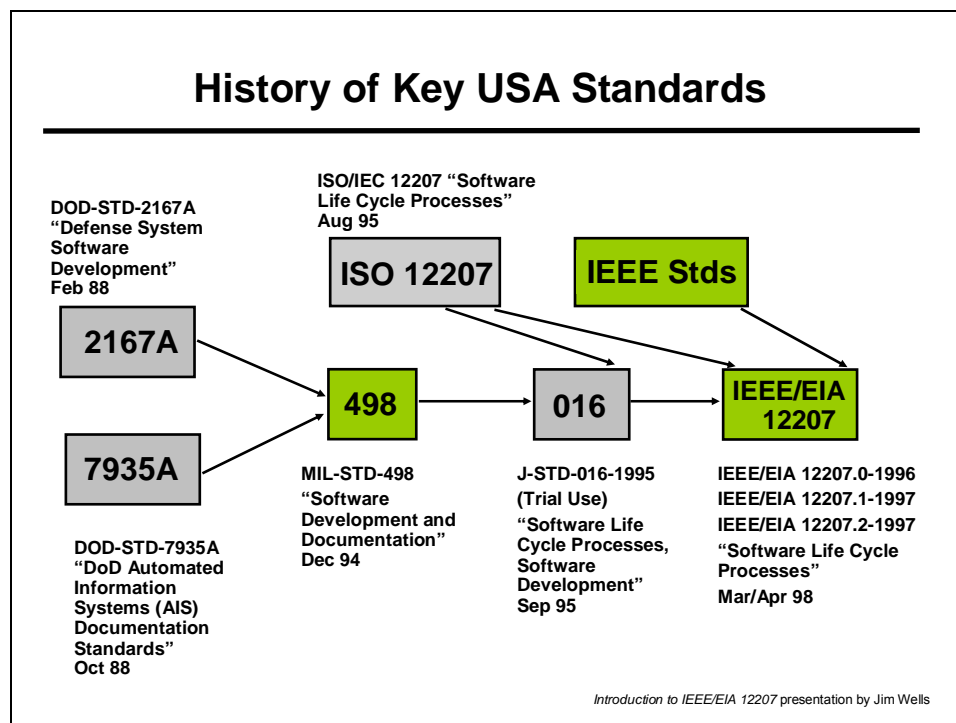 History of Key USA Standards
DOD-STD-2167A
“Defense System
Software
Development”
Feb 88
2167A
7935A
DOD-STD-7935A
“DoD Automated
Information
Systems (AIS)
Documentation
Standards”
Oct 88
ISO/IEC 12207 “Software
Life Cycle Processes”
Aug 95
ISO 12207
IEEE Stds
498
MIL-STD-498
“Software
Development and
Documentation”
Dec 94
016
J-STD-016-1995
(Trial Use)
“Software Life
Cycle Processes,
Software
Development”
Sep 95
IEEE/EIA
12207
IEEE/EIA 12207.0-1996
IEEE/EIA 12207.1-1997
IEEE/EIA 12207.2-1997
“Software Life Cycle
Processes”
Mar/Apr 98
Introduction to IEEE/EIA 12207 presentation by Jim Wells